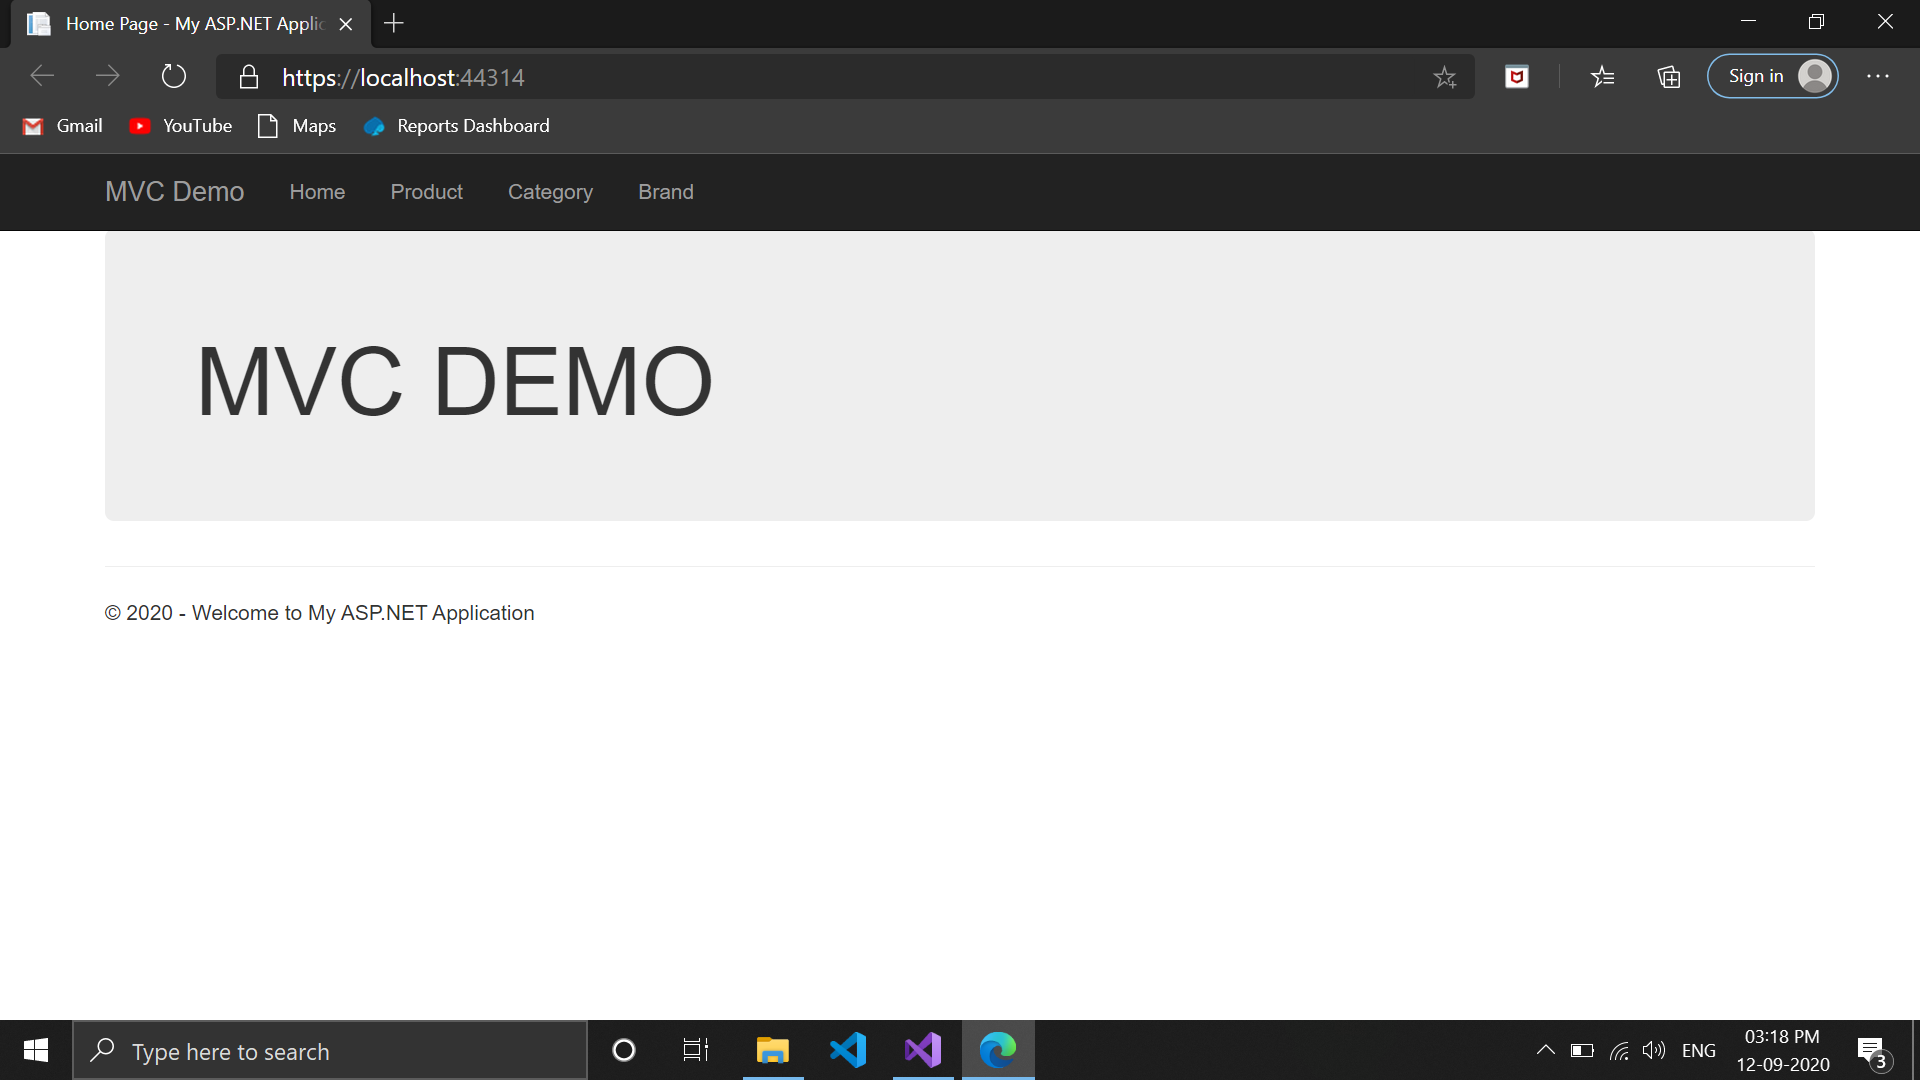 Home Page - My ASP.NET Applic
https://localhost:44314
Sign in
Gmail YouTube Maps Reports Dashboard
MVC Demo Home Product Category Brand
MVC DEMO
© 2020 - Welcome to My ASP.NET Application
Type here to search
ENG
03:18 PM
12-09-2020
3